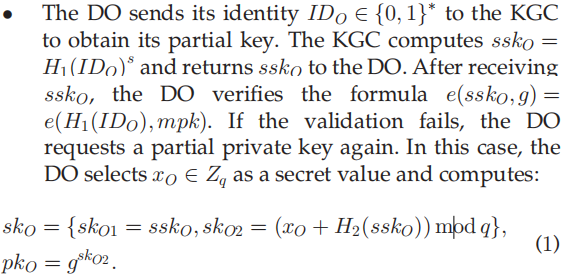 • The DO sends its identity ID_O ∈ {0, 1}* to the KGC
to obtain its partial key. The KGC computes ssk_O =
H_1(ID_O)^s and returns ssk_O to the DO. After receiving
ssk_O, the DO verifies the formula e(ssk_O, g) =
e(H_1(ID_O), mpk). If the validation fails, the DO
requests a partial private key again. In this case, the
DO selects x_O ∈ Z_q as a secret value and computes:
sk_O = {sk_{O1} = ssk_O, sk_{O2} = (x_O + H_2(ssk_O)) mod q},
pk_O = g^{sk_{O2}}.
(1)